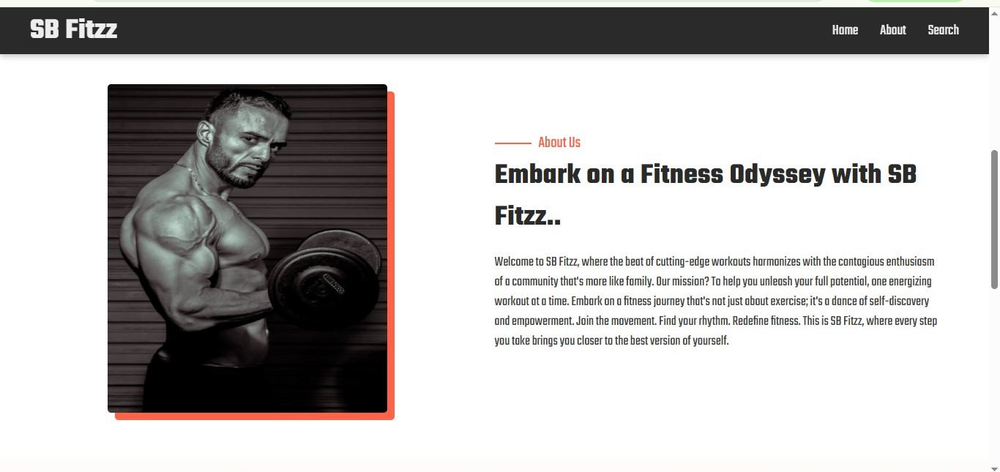 SB Fitzz
Home About Search
About Us
Embark on a Fitness Odyssey with SB
Fitzz..
Welcome to SB Fitzz, where the beat of cutting-edge workouts harmonizes with the contagious enthusiasm
of a community that's more like family. Our mission? To help you unleash your full potential, one energizing
workout at a time. Embark on a fitness journey that's not just about exercise; it's a dance of self-discovery
and empowerment. Join the movement. Find your rhythm. Redefine fitness. This is SB Fitzz, where every step
you take brings you closer to the best version of yourself.